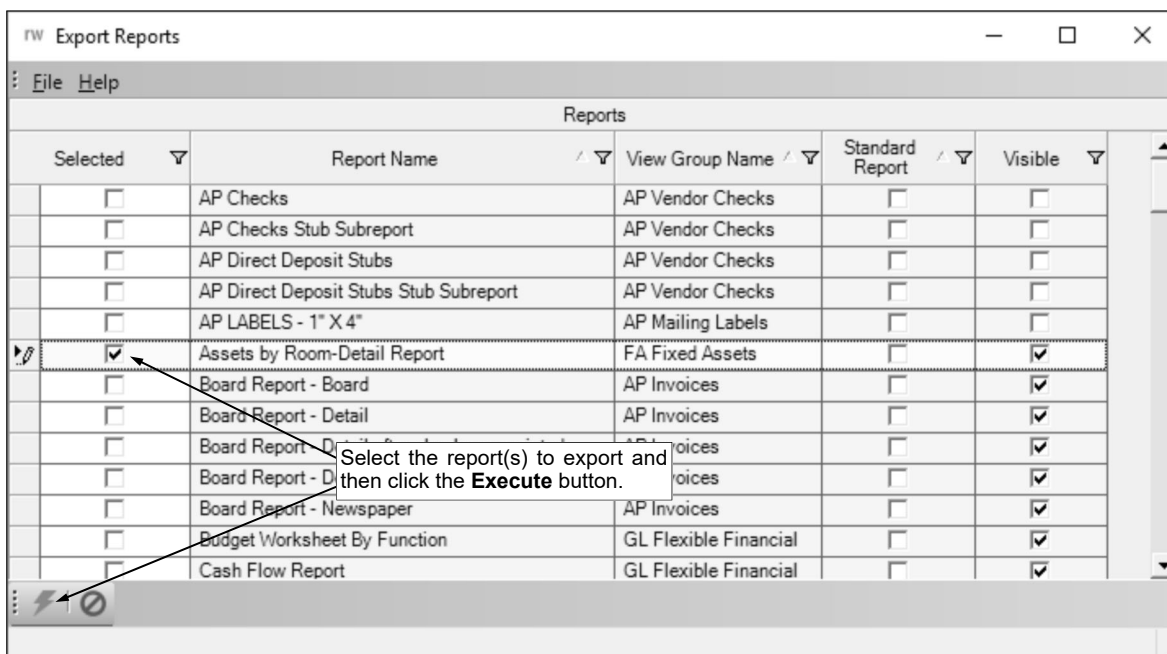 rw Export Reports
File Help
Reports
Selected Report Name View Group Name Standard Report Visible
AP Checks AP Vendor Checks
AP Checks Stub Subreport AP Vendor Checks
AP Direct Deposit Stubs AP Vendor Checks
AP Direct Deposit Stubs Stub Subreport AP Vendor Checks
AP LABELS - 1" X 4" AP Mailing Labels
Assets by Room-Detail Report FA Fixed Assets
Board Report - Board AP Invoices
Board Report - Detail AP Invoices
Board Report - Invoices
Board Report - Invoices
Board Report - Newspaper AP Invoices
Budget Worksheet By Function GL Flexible Financial
Cash Flow Report GL Flexible Financial
Select the report(s) to export and
then click the Execute button.